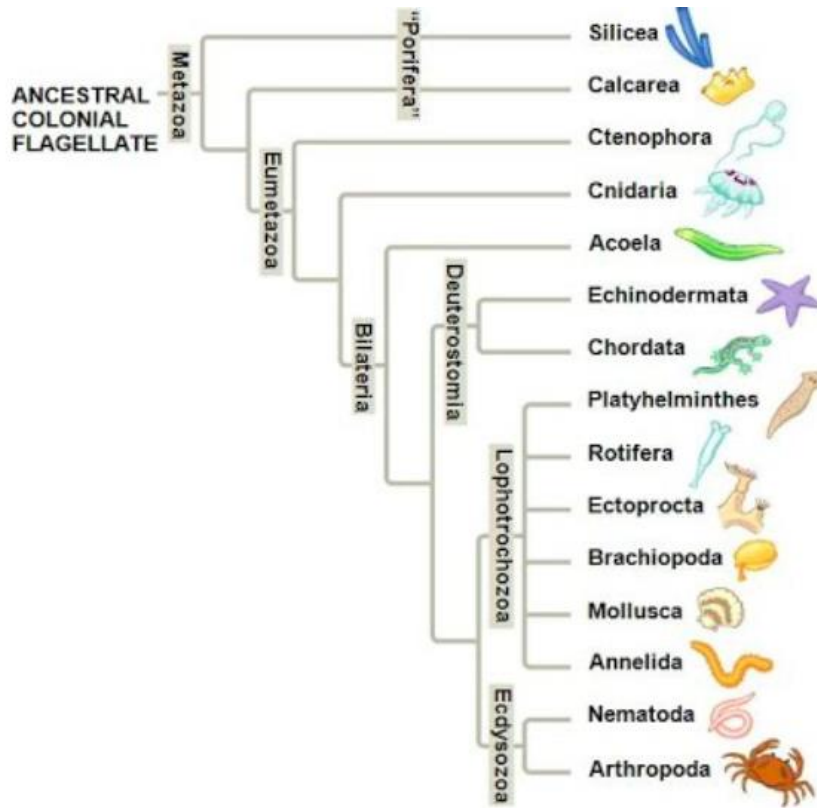 ANCESTRAL
COLONIAL
FLAGELLATE
Metazoa
"Porifera"
Eumetazoa
Bilateria
Deuterostomia
Lophotrochozoa
Ecdysozoa
Silicea
Calcarea
Ctenophora
Cnidaria
Acoela
Echinodermata
Chordata
Platyhelminthes
Rotifera
Ectoprocta
Brachiopoda
Mollusca
Annelida
Nematoda
Arthropoda